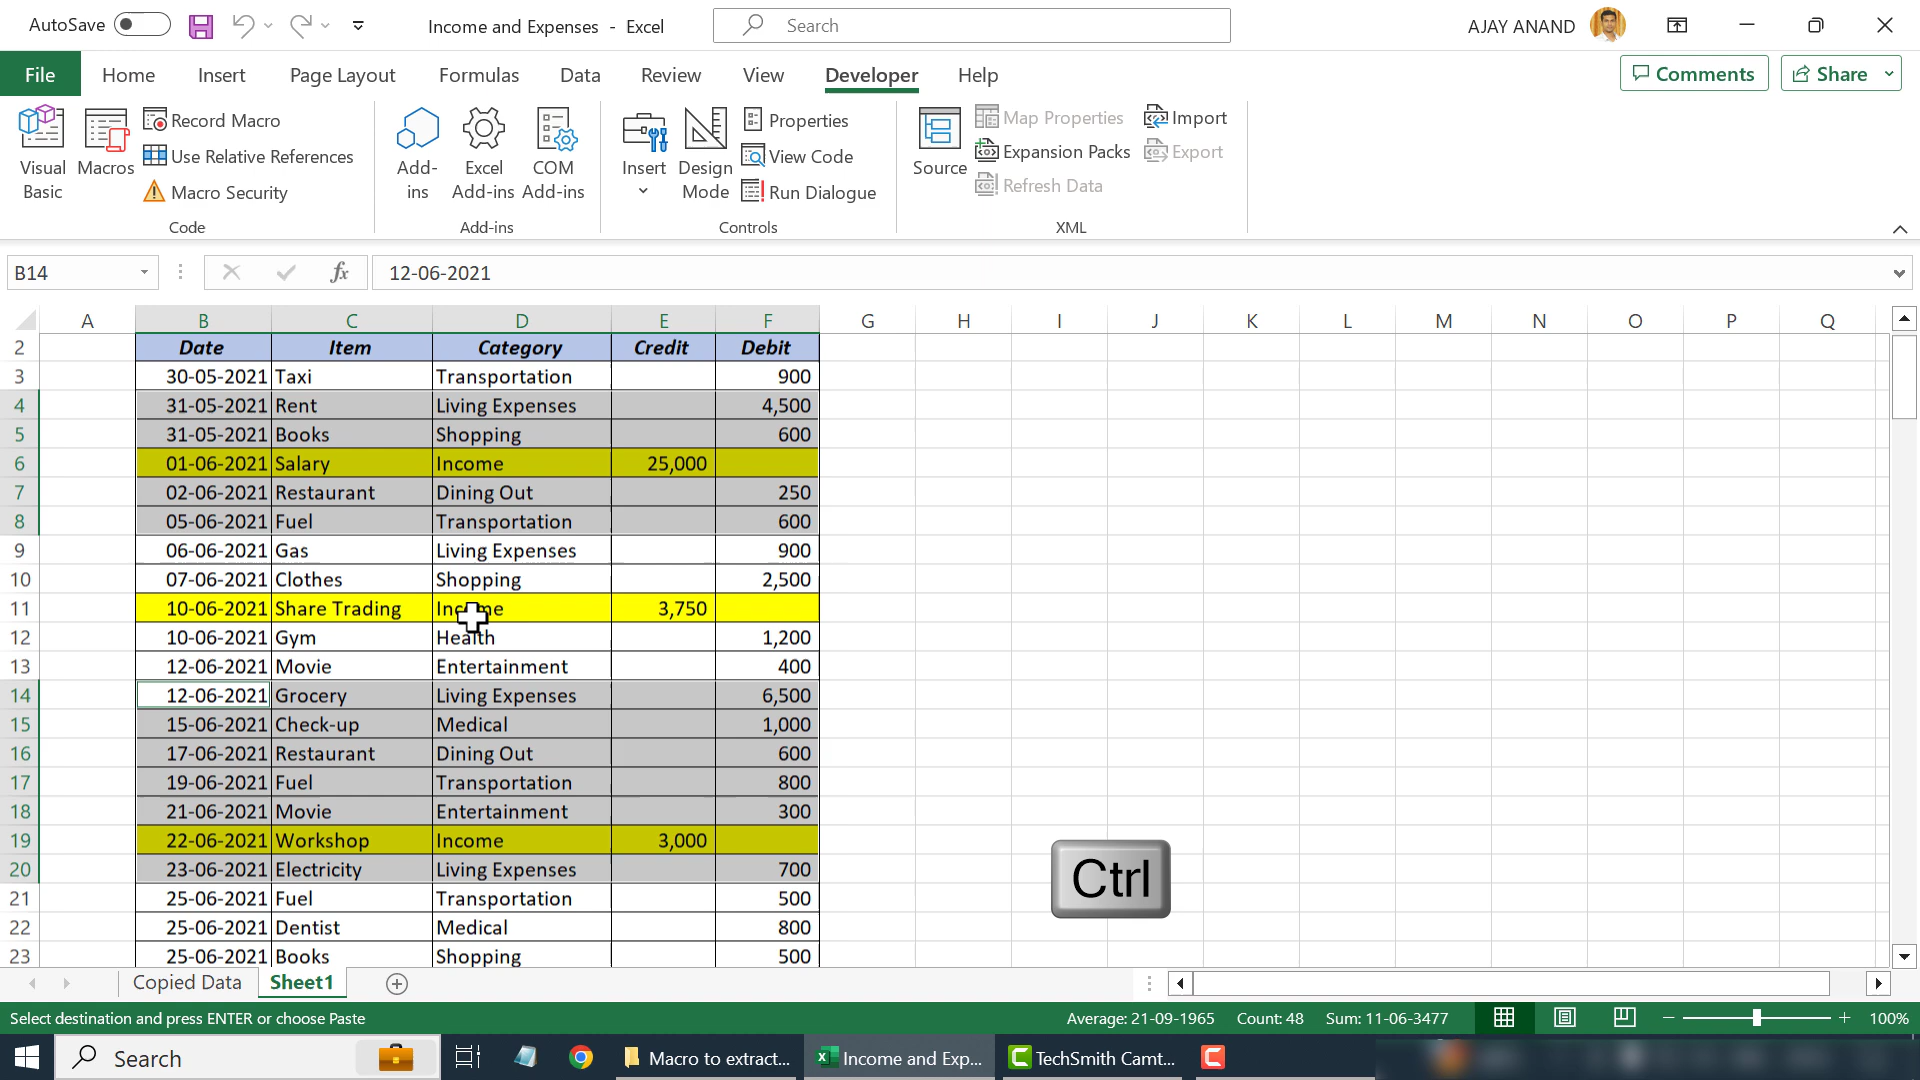 AutoSave
Income and Expenses - Excel
Search
AJAY ANAND
File Home Insert Page Layout Formulas Data Review View Developer Help
Comments Share
Visual Basic
Macros
Record Macro
Use Relative References
Macro Security
Code
Add-ins
Excel Add-ins
COM Add-ins
Add-ins
Insert
Design Mode
Properties
View Code
Run Dialogue
Controls
Source
Map Properties
Expansion Packs
Refresh Data
Import
Export
XML
B14
fx
12-06-2021
A B C D E F G H I J K L M N O P Q
2 Date Item Category Credit Debit
3 30-05-2021 Taxi Transportation 900
4 31-05-2021 Rent Living Expenses 4,500
5 31-05-2021 Books Shopping 600
6 01-06-2021 Salary Income 25,000
7 02-06-2021 Restaurant Dining Out 250
8 05-06-2021 Fuel Transportation 600
9 06-06-2021 Gas Living Expenses 900
10 07-06-2021 Clothes Shopping 2,500
11 10-06-2021 Share Trading Income 3,750
12 10-06-2021 Gym Health 1,200
13 12-06-2021 Movie Entertainment 400
14 12-06-2021 Grocery Living Expenses 6,500
15 15-06-2021 Check-up Medical 1,000
16 17-06-2021 Restaurant Dining Out 600
17 19-06-2021 Fuel Transportation 800
18 21-06-2021 Movie Entertainment 300
19 22-06-2021 Workshop Income 3,000
20 23-06-2021 Electricity Living Expenses 700
21 25-06-2021 Fuel Transportation 500
22 25-06-2021 Dentist Medical 800
23 25-06-2021 Books Shopping 500
Ctrl
Copied Data Sheet1
Select destination and press ENTER or choose Paste
Average: 21-09-1965 Count: 48 Sum: 11-06-3477
100%
Search
Macro to extract...
Income and Exp...
TechSmith Camt...